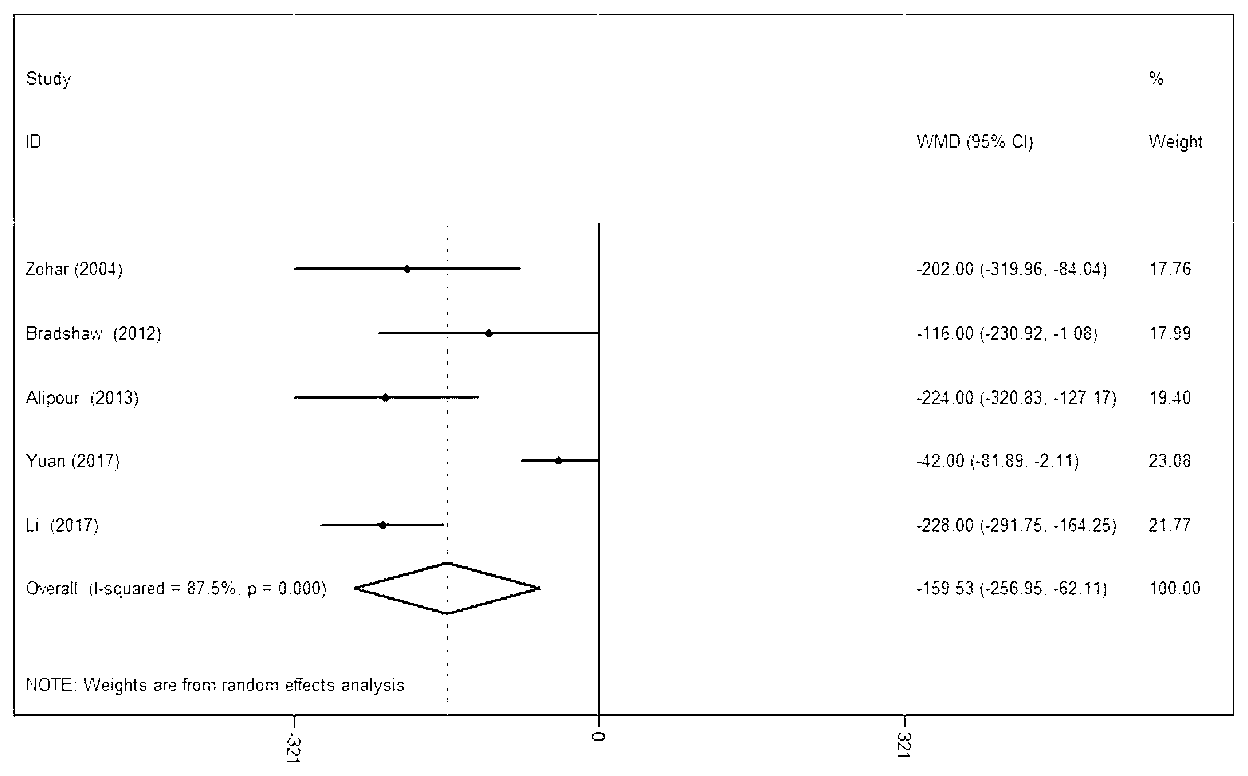 Study %
ID WMD (95% CI) Weight
Zohar (2004) -202.00 (-319.96, -84.04) 17.76
Bradshaw (2012) -116.00 (-230.92, -1.08) 17.99
Alipour (2013) -224.00 (-320.83, -127.17) 19.40
Yuan (2017) -42.00 (-81.89, -2.11) 23.08
Li (2017) -228.00 (-291.75, -164.25) 21.77
Overall (I-squared = 87.5%, p = 0.000) -159.53 (-256.95, -62.11) 100.00
NOTE: Weights are from random effects analysis
-321 0 321